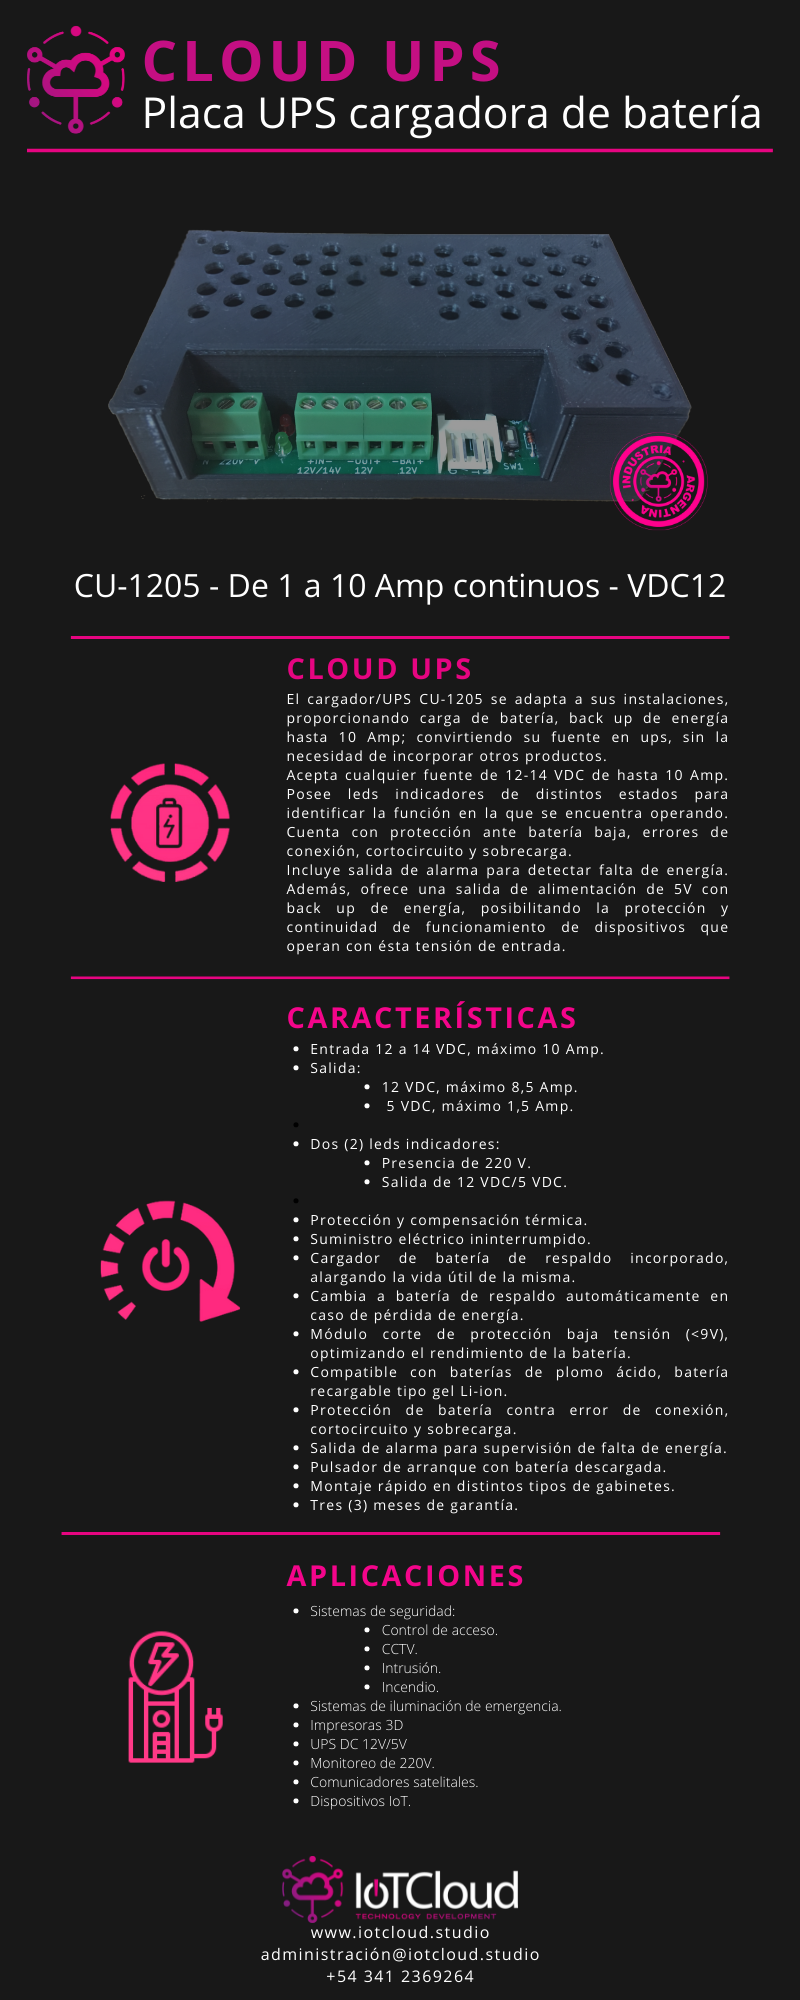 CLOUD UPS
Placa UPS cargadora de batería
N 220V V
+IN- -OUT+ -BAT+
12V/14V 12V 12V
SW1
INDUSTRIA
ARGENTINA
CU-1205 - De 1 a 10 Amp continuos - VDC12
CLOUD UPS
El cargador/UPS CU-1205 se adapta a sus instalaciones,
proporcionando carga de batería, back up de energía
hasta 10 Amp; convirtiendo su fuente en ups, sin la
necesidad de incorporar otros productos.
Acepta cualquier fuente de 12-14 VDC de hasta 10 Amp.
Posee leds indicadores de distintos estados para
identificar la función en la que se encuentra operando.
Cuenta con protección ante batería baja, errores de
conexión, cortocircuito y sobrecarga.
Incluye salida de alarma para detectar falta de energía.
Además, ofrece una salida de alimentación de 5V con
back up de energía, posibilitando la protección y
continuidad de funcionamiento de dispositivos que
operan con ésta tensión de entrada.
CARACTERÍSTICAS
• Entrada 12 a 14 VDC, máximo 10 Amp.
• Salida:
• 12 VDC, máximo 8,5 Amp.
• 5 VDC, máximo 1,5 Amp.
• Dos (2) leds indicadores:
• Presencia de 220 V.
• Salida de 12 VDC/5 VDC.
• Protección y compensación térmica.
• Suministro eléctrico ininterrumpido.
• Cargador de batería de respaldo incorporado,
alargando la vida útil de la misma.
• Cambia a batería de respaldo automáticamente en
caso de pérdida de energía.
• Módulo corte de protección baja tensión (<9V),
optimizando el rendimiento de la batería.
• Compatible con baterías de plomo ácido, batería
recargable tipo gel Li-ion.
• Protección de batería contra error de conexión,
cortocircuito y sobrecarga.
• Salida de alarma para supervisión de falta de energía.
• Pulsador de arranque con batería descargada.
• Montaje rápido en distintos tipos de gabinetes.
• Tres (3) meses de garantía.
APLICACIONES
• Sistemas de seguridad:
• Control de acceso.
• CCTV.
• Intrusión.
• Incendio.
• Sistemas de iluminación de emergencia.
• Impresoras 3D
• UPS DC 12V/5V
• Monitoreo de 220V.
• Comunicadores satelitales.
• Dispositivos IoT.
IoTCloud
TECHNOLOGY DEVELOPMENT
www.iotcloud.studio
administración@iotcloud.studio
+54 341 2369264